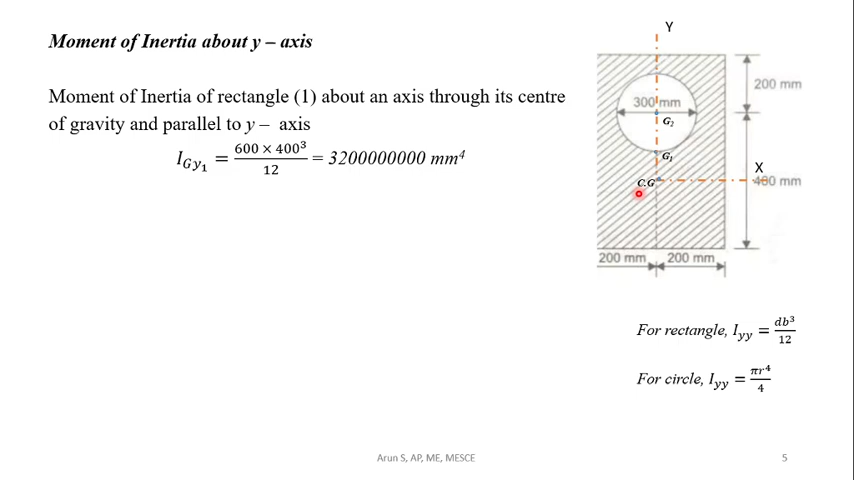 Moment of Inertia about y – axis
Moment of Inertia of rectangle (1) about an axis through its centre
of gravity and parallel to y – axis
I_Gy₁ = 600 × 400³ / 12 = 3200000000 mm⁴
Y
200 mm
300 mm
G₂
G₁
X
C.G
400 mm
200 mm 200 mm
For rectangle, I_yy = db³ / 12
For circle, I_yy = πr⁴ / 4
Arun S, AP, ME, MESCE
5